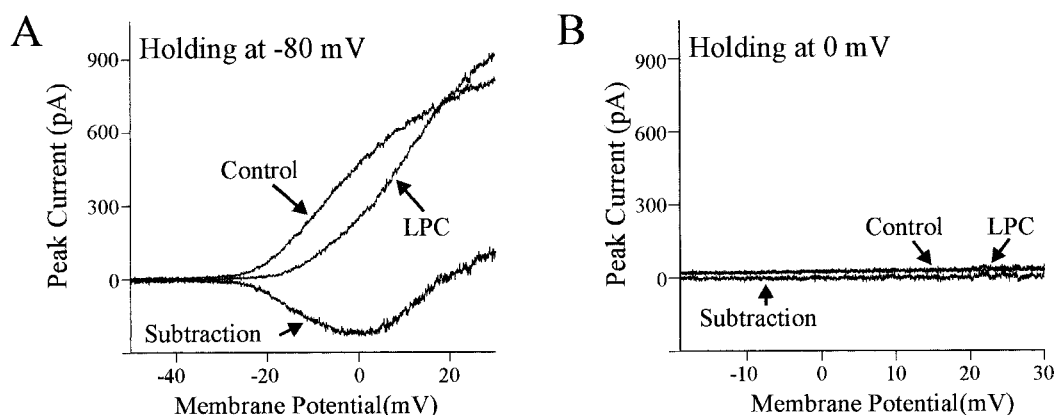 A
Holding at -80 mV
Peak Current (pA)
900
600
300
0
Control
LPC
Subtraction
-40
-20
0
20
Membrane Potential(mV)
B
Holding at 0 mV
Peak Current (pA)
900
600
300
0
Control
LPC
Subtraction
-10
0
10
20
30
Membrane Potential(mV)